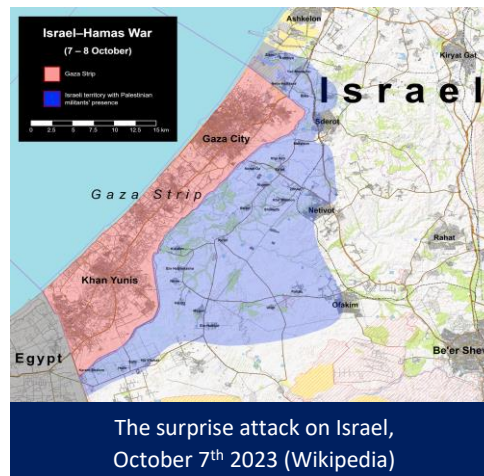 Israel–Hamas War
(7 – 8 October)
Gaza Strip
Israeli territory with Palestinian
militants' presence
0 2.5 5 7.5 10 12.5 15 km
Ashkelon
Kiryat Gat
Israel
Sderot
Gaza City
Gaza Strip
Netivot
Rahat
Khan Yunis
Ofakim
Egypt
Be'er Shev
The surprise attack on Israel,
October 7th 2023 (Wikipedia)